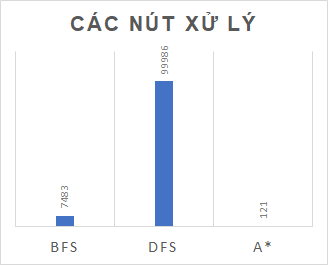 CÁC NÚT XỬ LÝ
7483
99986
121
BFS
DFS
A*